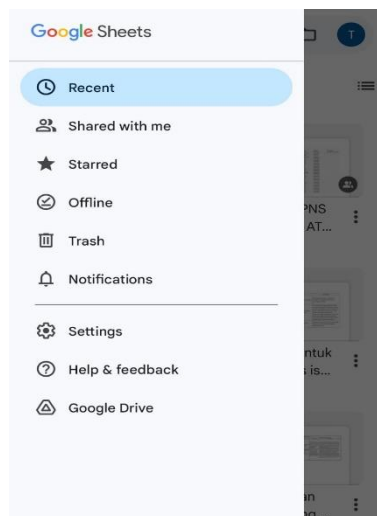 Google Sheets
T
Recent
Shared with me
Starred
PNS
Offline
AT...
Trash
Notifications
Settings
ntuk
Help & feedback
is...
Google Drive
an